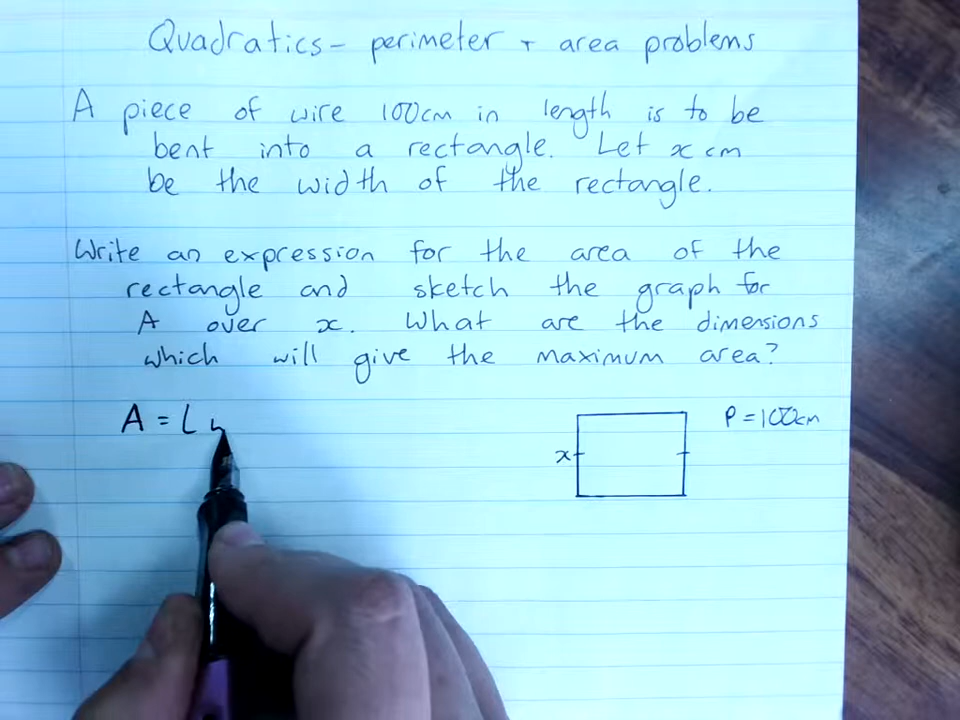 Quadratics - perimeter + area problems
A piece of wire 100cm in length is to be
bent into a rectangle. Let x cm
be the width of the rectangle.
Write an expression for the area of the
rectangle and sketch the graph for
A over x. What are the dimensions
which will give the maximum area?
A = L
x
P = 100cm